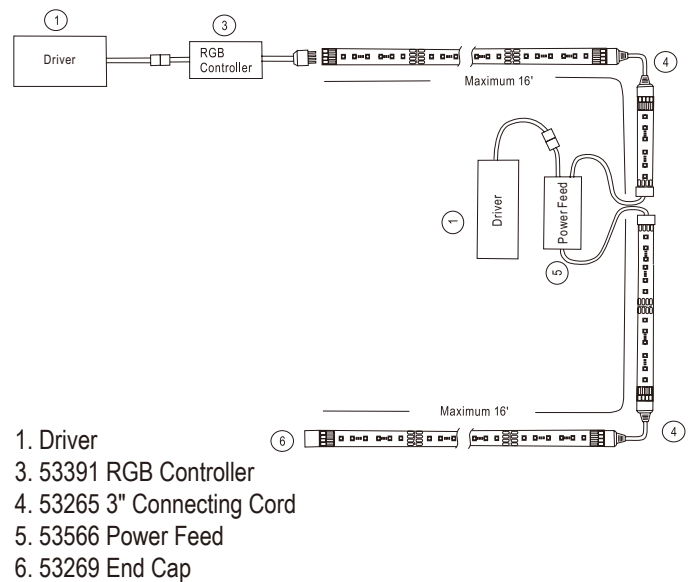 1
3
Driver
RGB
Controller
4
Maximum 16'
Driver
Power Feed
1
5
Maximum 16'
6
4
1. Driver
3. 53391 RGB Controller
4. 53265 3" Connecting Cord
5. 53566 Power Feed
6. 53269 End Cap